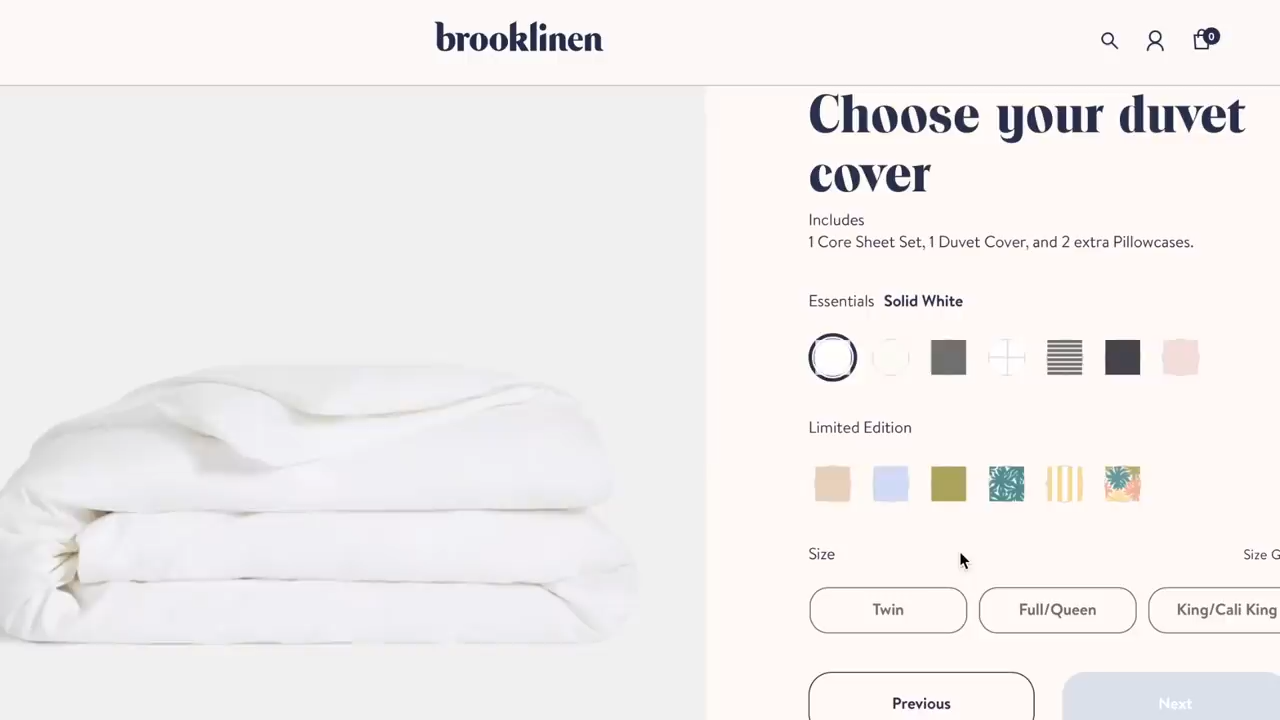 brooklinen
0
Choose your duvet
cover
Includes
1 Core Sheet Set, 1 Duvet Cover, and 2 extra Pillowcases.
Essentials Solid White
Limited Edition
Size
Size G
Twin
Full/Queen
King/Cali King
Previous
Next